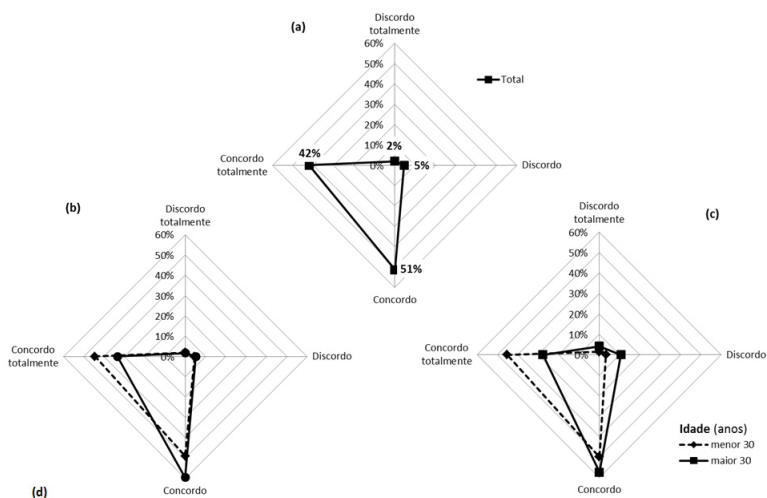 (a)
Discordo
totalmente
60%
50%
40%
30%
20%
10%
0%
2%
5%
42%
51%
Discordo
Concordo
Concordo
totalmente
Total
(b)
Discordo
totalmente
60%
50%
40%
30%
20%
10%
0%
Concordo
totalmente
Discordo
Concordo
(c)
Discordo
totalmente
60%
50%
40%
30%
20%
10%
0%
Concordo
totalmente
Discordo
Concordo
Idade (anos)
menor 30
maior 30
(d)